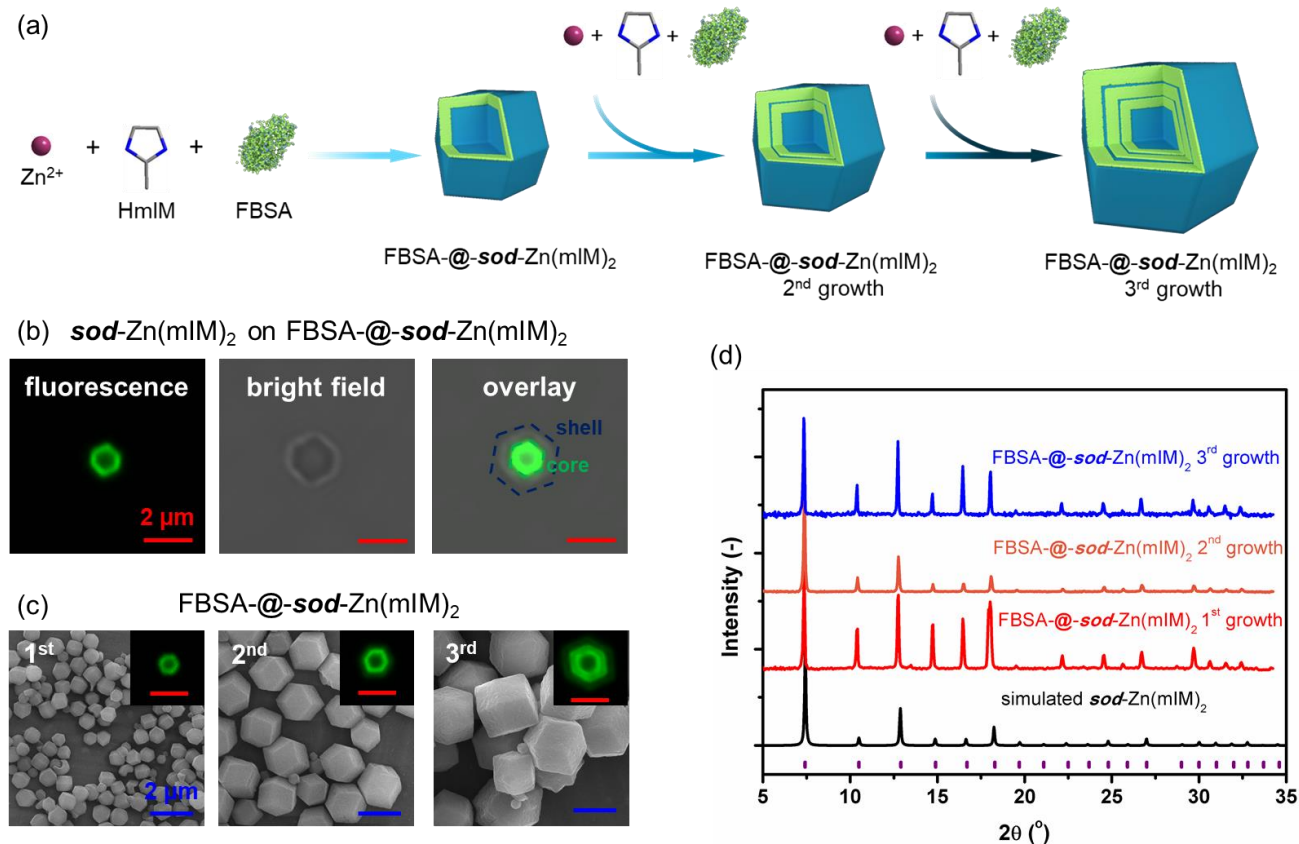 (a)
+ +
+ +
Zn2+ + HmIM + FBSA
FBSA-@-sod-Zn(mIM)2
FBSA-@-sod-Zn(mIM)2
2nd growth
FBSA-@-sod-Zn(mIM)2
3rd growth
(b) sod-Zn(mIM)2 on FBSA-@-sod-Zn(mIM)2
fluorescence
2 µm
bright field
overlay
shell
core
(c) FBSA-@-sod-Zn(mIM)2
1st
2 µm
2nd
3rd
(d)
Intensity (-)
FBSA-@-sod-Zn(mIM)2 3rd growth
FBSA-@-sod-Zn(mIM)2 2nd growth
FBSA-@-sod-Zn(mIM)2 1st growth
simulated sod-Zn(mIM)2
5 10 15 20 25 30 35
2θ (°)